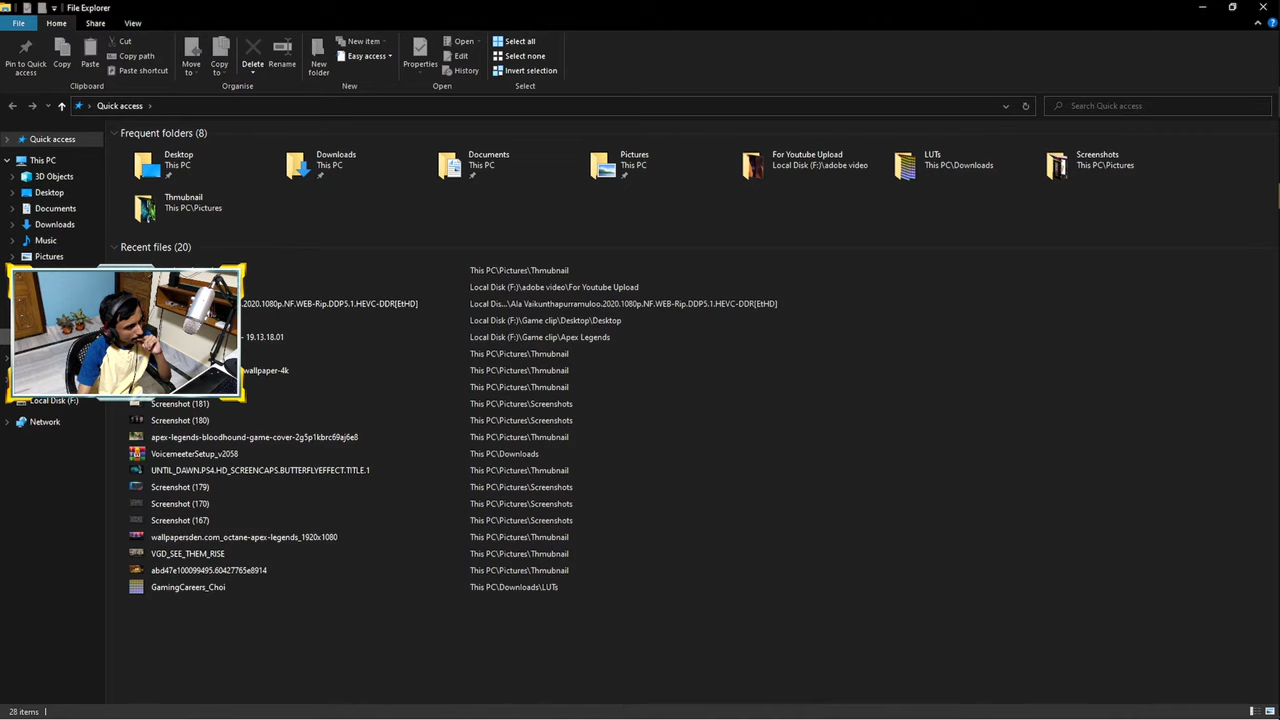 File Explorer
File Home Share View
Pin to Quick access
Copy
Paste
Cut
Copy path
Paste shortcut
Clipboard
Move to
Copy to
Delete
Rename
Organise
New folder
New item
Easy access
New
Properties
Open
Edit
History
Open
Select all
Select none
Invert selection
Select
Quick access
Search Quick access
Quick access
This PC
3D Objects
Desktop
Documents
Downloads
Music
Pictures
Local Disk (F:)
Network
Frequent folders (8)
Desktop
This PC
Downloads
This PC
Documents
This PC
Pictures
This PC
For Youtube Upload
Local Disk (F:)\adobe video
LUTs
This PC\Downloads
Screenshots
This PC\Pictures
Thmubnail
This PC\Pictures
Recent files (20)
This PC\Pictures\Thmubnail
Local Disk (F:)\adobe video\For Youtube Upload
.2020.1080p.NF.WEB-Rip.DDP5.1.HEVC-DDR[EtHD] Local Dis...\Ala Vaikunthapurramuloo.2020.1080p.NF.WEB-Rip.DDP5.1.HEVC-DDR[EtHD]
Local Disk (F:)\Game clip\Desktop\Desktop
- 19.13.18.01 Local Disk (F:)\Game clip\Apex Legends
This PC\Pictures\Thmubnail
wallpaper-4k This PC\Pictures\Thmubnail
This PC\Pictures\Thmubnail
Screenshot (181) This PC\Pictures\Screenshots
Screenshot (180) This PC\Pictures\Screenshots
apex-legends-bloodhound-game-cover-2g5p1kbrc69aj6e8 This PC\Pictures\Thmubnail
VoicemeeterSetup_v2058 This PC\Downloads
UNTIL_DAWN.PS4.HD_SCREENCAPS.BUTTERFLYEFFECT.TITLE.1 This PC\Pictures\Thmubnail
Screenshot (179) This PC\Pictures\Screenshots
Screenshot (170) This PC\Pictures\Screenshots
Screenshot (167) This PC\Pictures\Screenshots
wallpapersden.com_octane-apex-legends_1920x1080 This PC\Pictures\Thmubnail
VGD_SEE_THEM_RISE This PC\Pictures\Thmubnail
abd47e100099495.60427765e8914 This PC\Pictures\Thmubnail
GamingCareers_Choi This PC\Downloads\LUTs
28 items